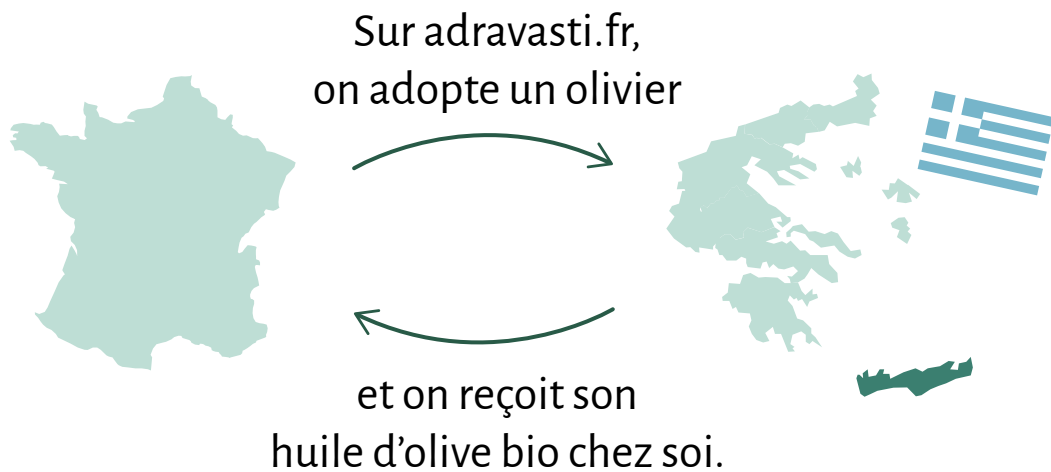 Sur adravasti.fr,
on adopte un olivier
et on reçoit son
huile d’olive bio chez soi.